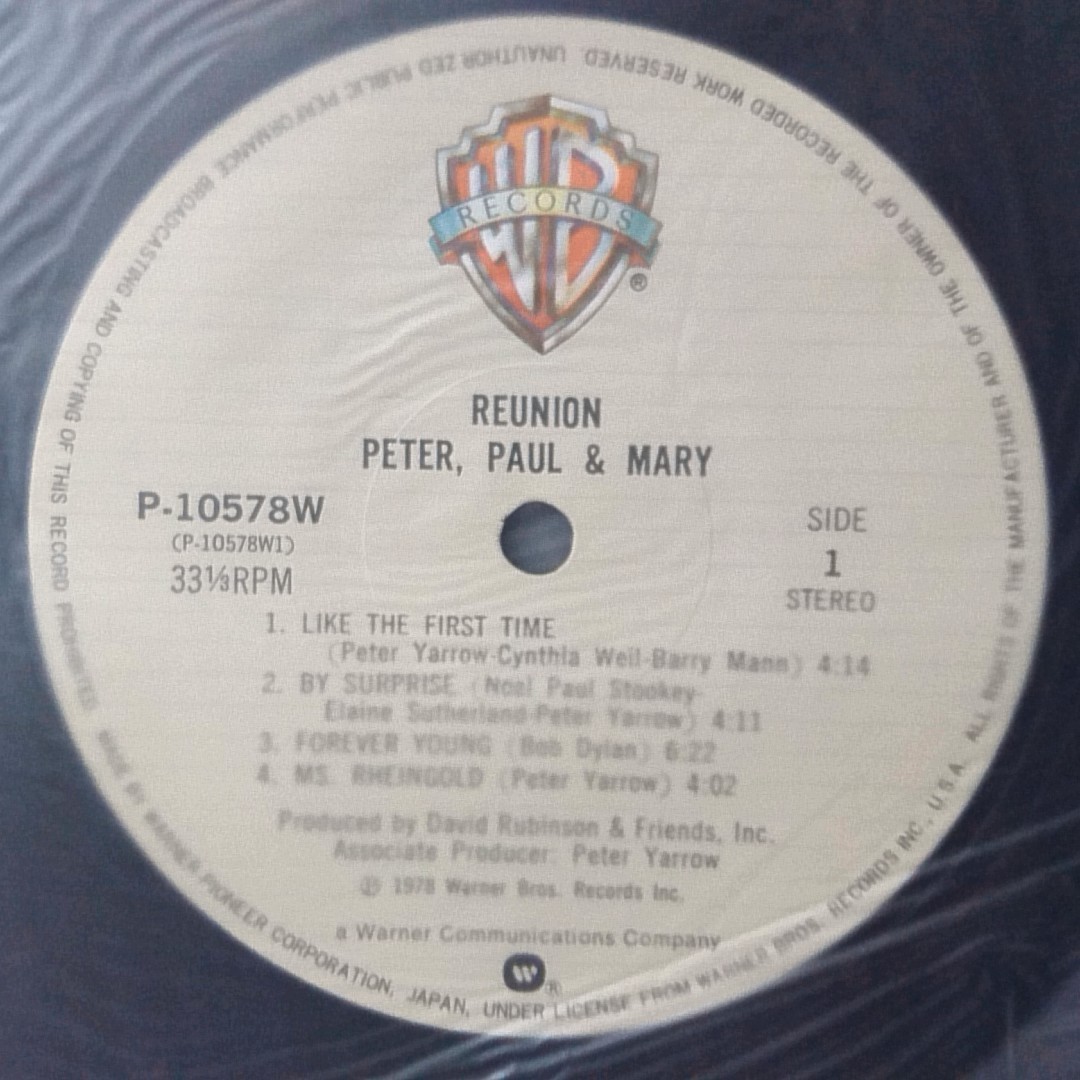 WB
RECORDS
®
REUNION
PETER, PAUL & MARY
P-10578W
(P-10578W1)
33⅓RPM
SIDE
1
STEREO
1. LIKE THE FIRST TIME
(Peter Yarrow-Cynthia Weil-Barry Mann) 4:14
2. BY SURPRISE (Noel Paul Stookey-
Elaine Sutherland-Peter Yarrow) 4:11
3. FOREVER YOUNG (Bob Dylan) 6:22
4. MS. RHEINGOLD (Peter Yarrow) 4:02
Produced by David Rubinson & Friends, Inc.
Associate Producer: Peter Yarrow
Ⓟ 1978 Warner Bros. Records Inc.
a Warner Communications Company
W®
MADE BY WARNER-PIONEER CORPORATION, JAPAN, UNDER LICENSE FROM WARNER BROS. RECORDS INC., U.S.A. ALL RIGHTS OF THE MANUFACTURER AND OF THE OWNER OF THE RECORDED WORK RESERVED. UNAUTHORIZED PUBLIC PERFORMANCE BROADCASTING AND COPYING OF THIS RECORD PROHIBITED.